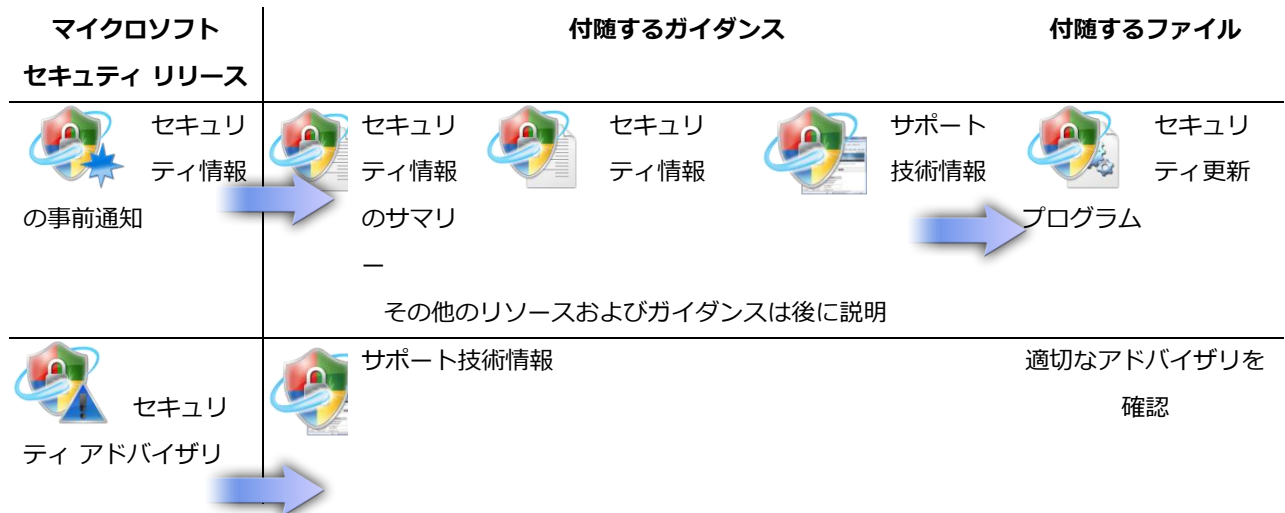 マイクロソフト
セキュティ リリース
付随するガイダンス
付随するファイル
セキュリ
ティ情報
の事前通知
セキュリ
ティ情報
のサマリ
ー
セキュリ
ティ情報
サポート
技術情報
セキュリ
ティ更新
プログラム
その他のリソースおよびガイダンスは後に説明
セキュリ
ティ アドバイザリ
サポート技術情報
適切なアドバイザリを
確認